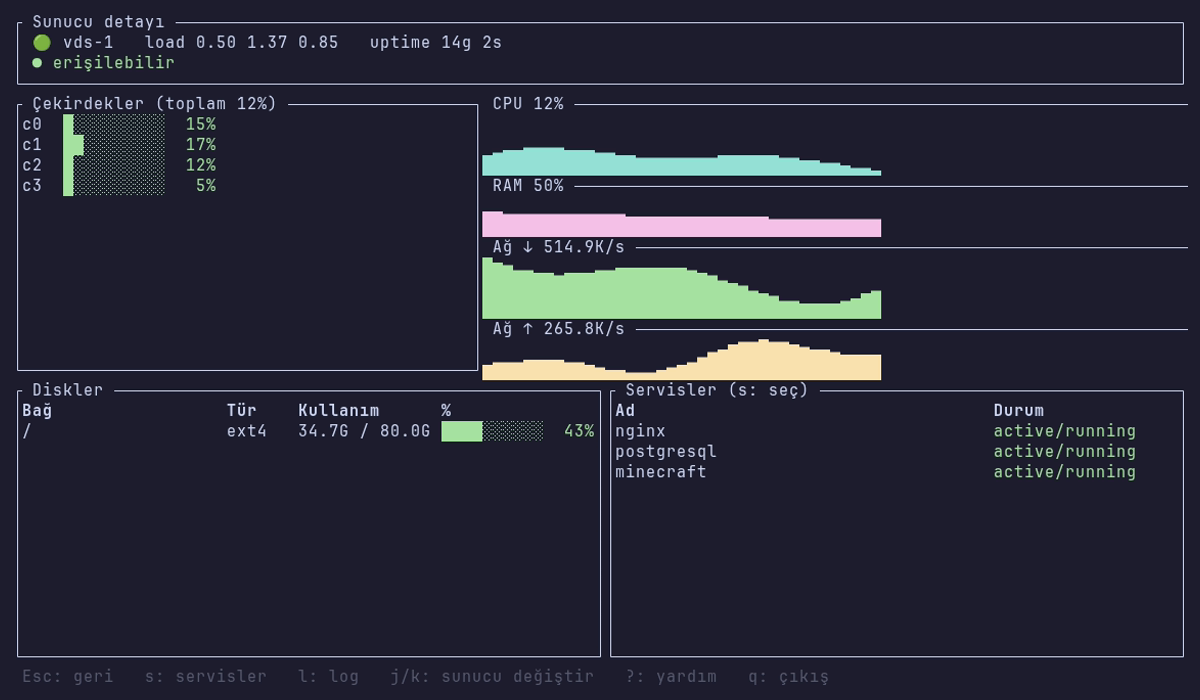 Sunucu detayı
vds-1 load 0.50 1.37 0.85 uptime 14g 2s
erişilebilir
Çekirdekler (toplam 12%)
c0 15%
c1 17%
c2 12%
c3 5%
CPU 12%
RAM 50%
Ağ ↓ 514.9K/s
Ağ ↑ 265.8K/s
Diskler
Bağ Tür Kullanım %
/ ext4 34.7G / 80.0G 43%
Servisler (s: seç)
Ad Durum
nginx active/running
postgresql active/running
minecraft active/running
Esc: geri s: servisler l: log j/k: sunucu değiştir ?: yardım q: çıkış